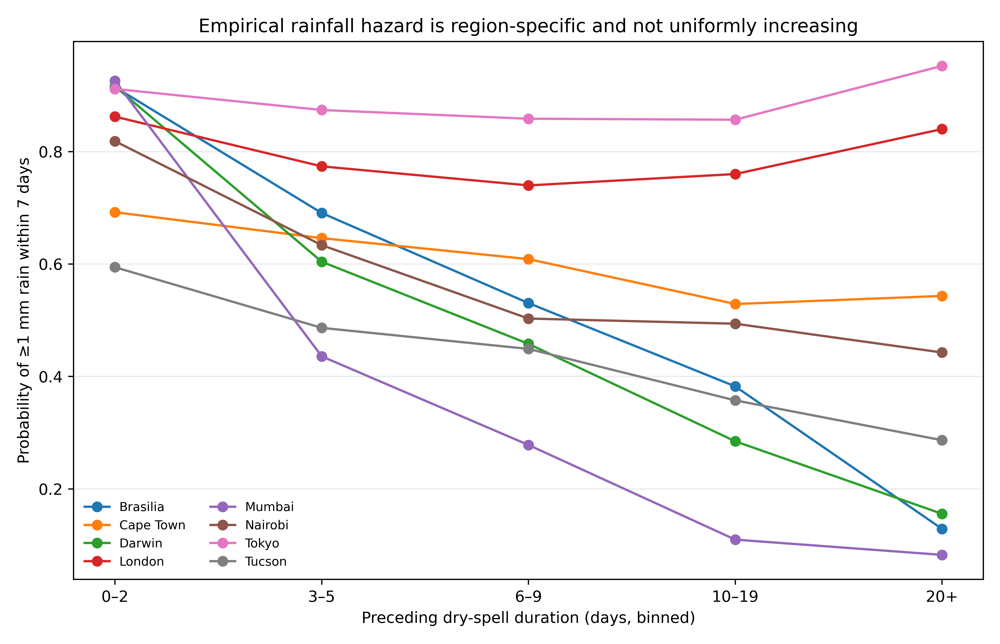 Empirical rainfall hazard is region-specific and not uniformly increasing
Probability of ≥1 mm rain within 7 days
0.8
0.6
0.4
0.2
Brasilia
Cape Town
Darwin
London
Mumbai
Nairobi
Tokyo
Tucson
0–2
3–5
6–9
10–19
20+
Preceding dry-spell duration (days, binned)